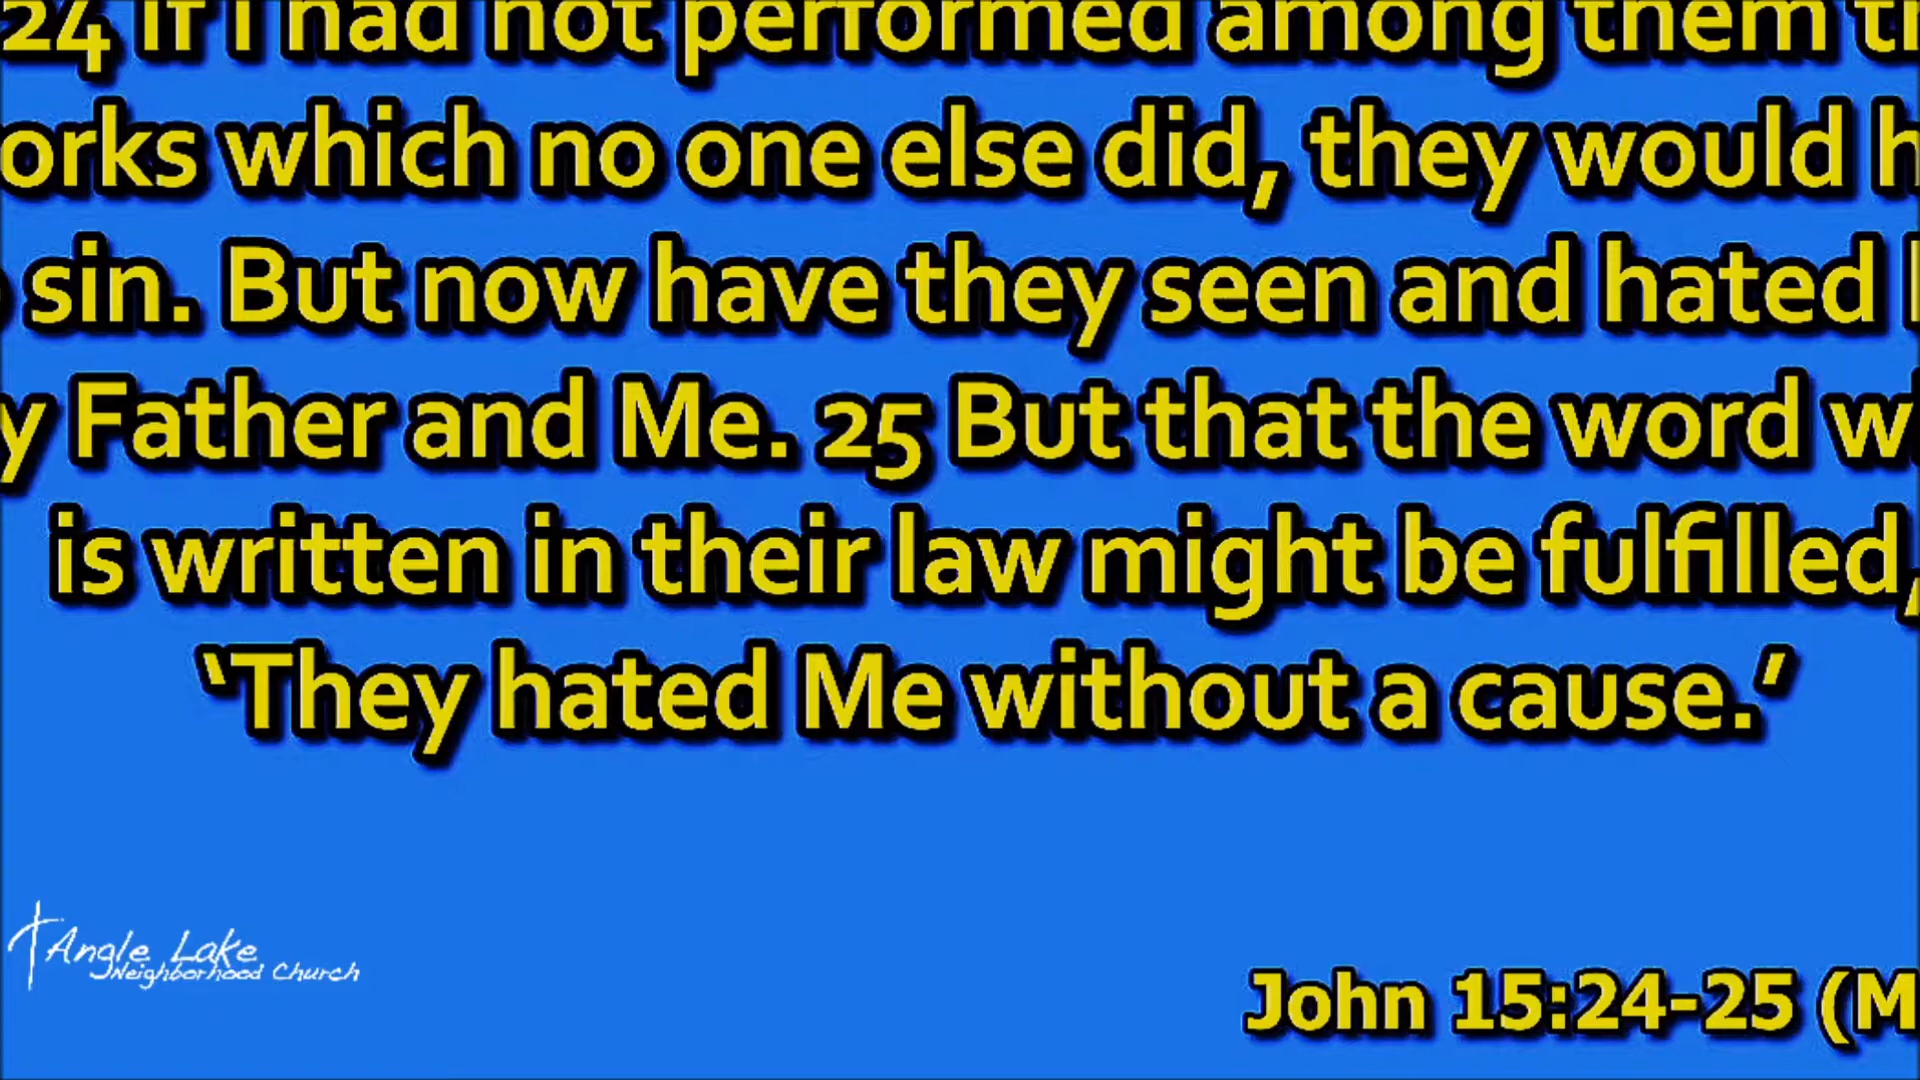 24 If I had not performed among them
orks which no one else did, they would
sin. But now have they seen and hated
y Father and Me. 25 But that the word
is written in their law might be fulfilled,
‘They hated Me without a cause.’
Angle Lake
Neighborhood Church
John 15:24-25 (M